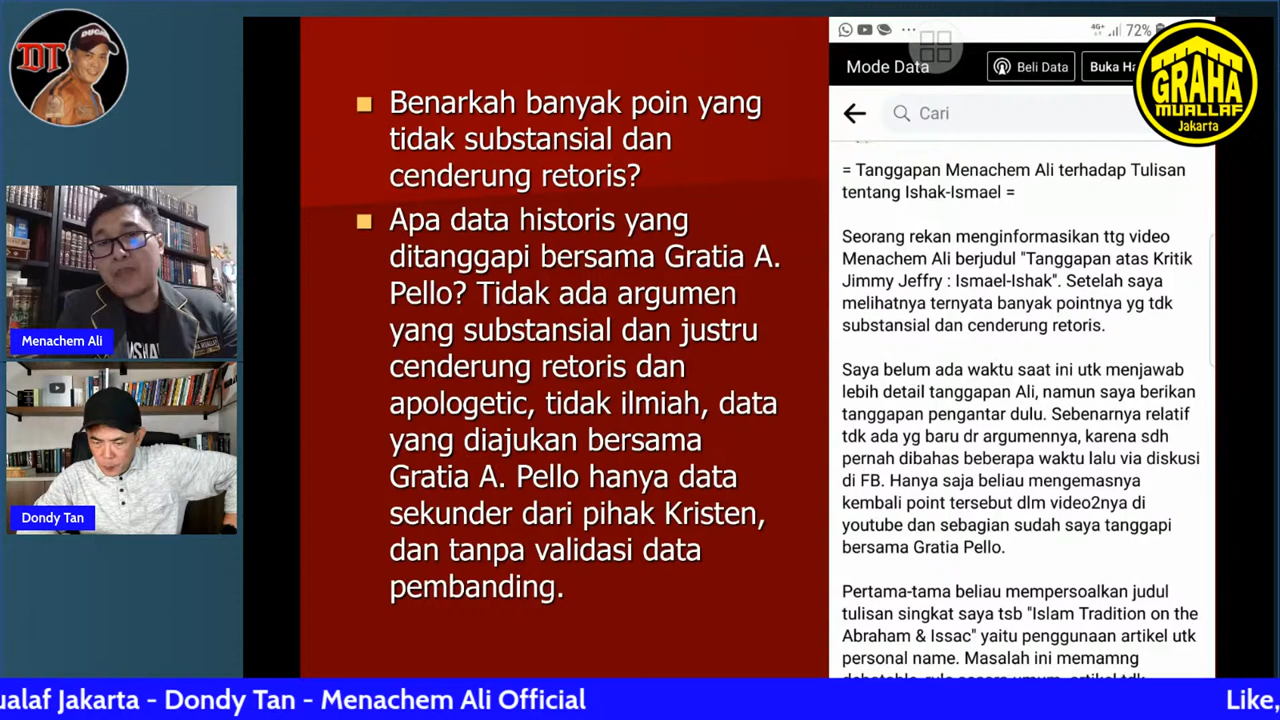 DT
DUCATI
Benarkah banyak poin yang
tidak substansial dan
cenderung retoris?
Apa data historis yang
ditanggapi bersama Gratia A.
Pello? Tidak ada argumen
yang substansial dan justru
cenderung retoris dan
apologetic, tidak ilmiah, data
yang diajukan bersama
Gratia A. Pello hanya data
sekunder dari pihak Kristen,
dan tanpa validasi data
pembanding.
4G+ 72%
Mode Data
Beli Data
Buka Ha
Cari
= Tanggapan Menachem Ali terhadap Tulisan
tentang Ishak-Ismael =
Seorang rekan menginformasikan ttg video
Menachem Ali berjudul "Tanggapan atas Kritik
Jimmy Jeffry : Ismael-Ishak". Setelah saya
melihatnya ternyata banyak pointnya yg tdk
substansial dan cenderung retoris.
Saya belum ada waktu saat ini utk menjawab
lebih detail tanggapan Ali, namun saya berikan
tanggapan pengantar dulu. Sebenarnya relatif
tdk ada yg baru dr argumennya, karena sdh
pernah dibahas beberapa waktu lalu via diskusi
di FB. Hanya saja beliau mengemasnya
kembali point tersebut dlm video2nya di
youtube dan sebagian sudah saya tanggapi
bersama Gratia Pello.
Pertama-tama beliau mempersoalkan judul
tulisan singkat saya tsb "Islam Tradition on the
Abraham & Issac" yaitu penggunaan artikel utk
personal name. Masalah ini memamng
GRAHA
MUALLAF
Jakarta
Menachem Ali
Dondy Tan
ualaf Jakarta - Dondy Tan - Menachem Ali Official
Like,